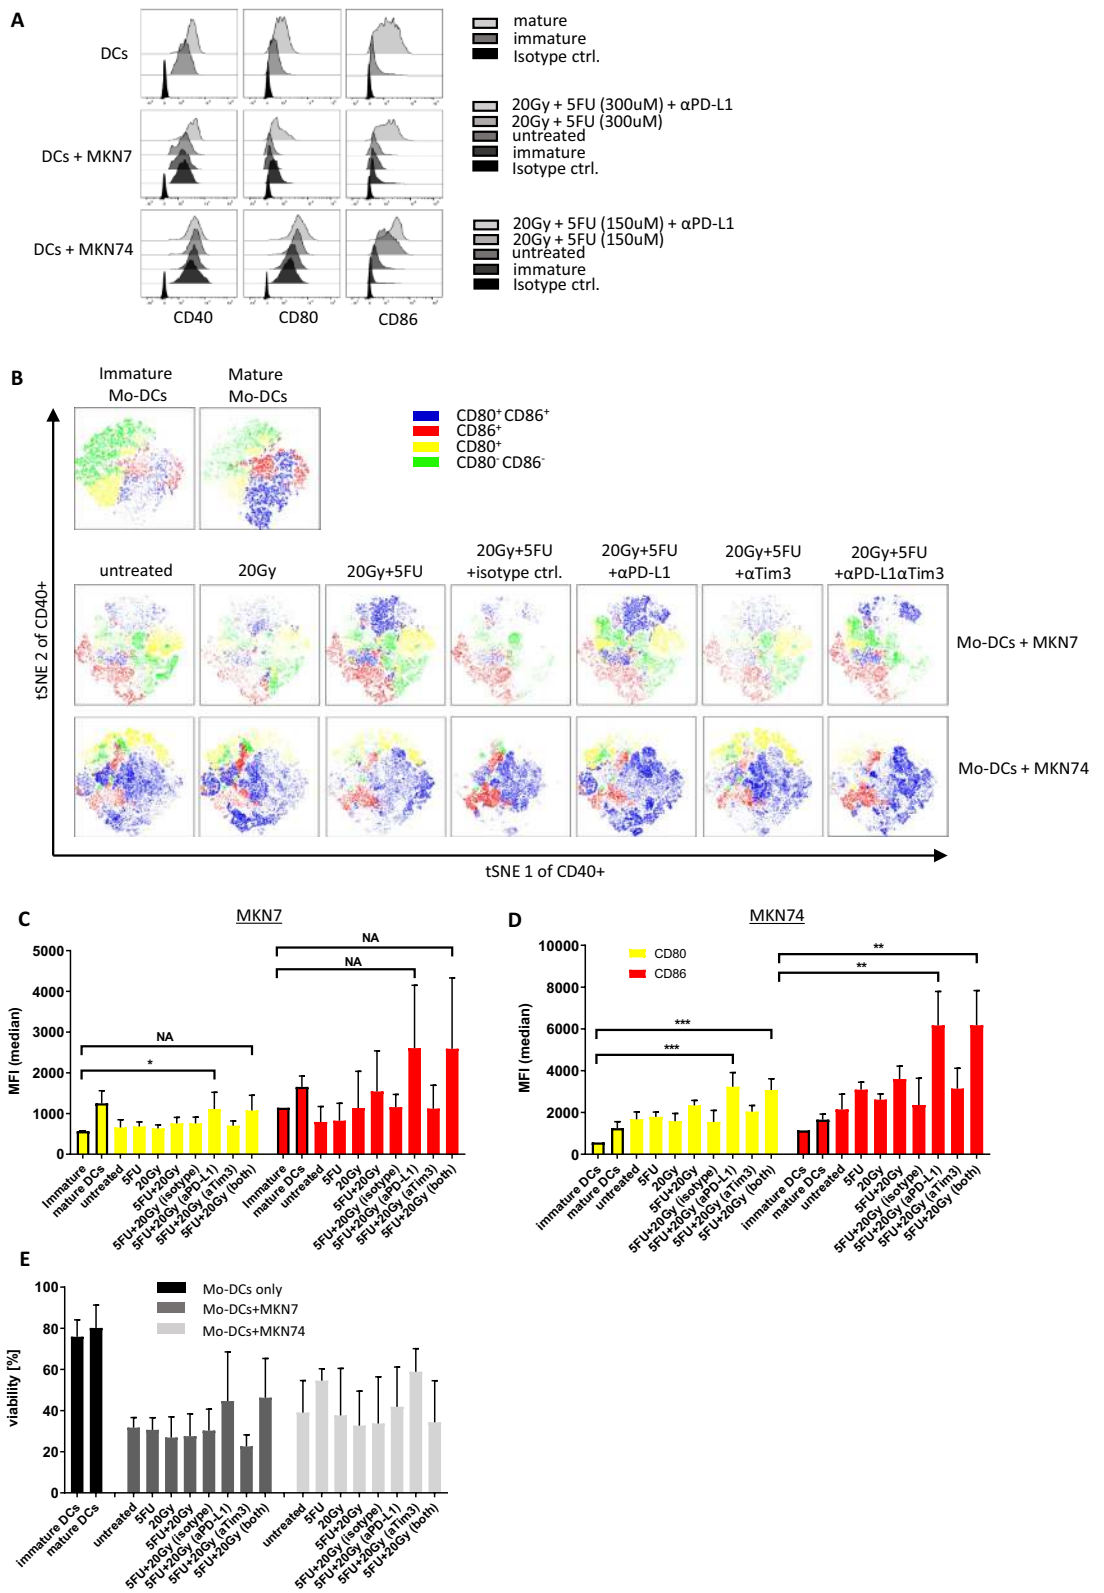 A
DCs
mature
immature
Isotype ctrl.
DCs + MKN7
20Gy + 5FU (300uM) + αPD-L1
20Gy + 5FU (300uM)
untreated
immature
Isotype ctrl.
DCs + MKN74
20Gy + 5FU (150uM) + αPD-L1
20Gy + 5FU (150uM)
untreated
immature
Isotype ctrl.
CD40
CD80
CD86
B
Immature
Mo-DCs
Mature
Mo-DCs
CD80+ CD86+
CD86+
CD80+
CD80- CD86-
tSNE 2 of CD40+
untreated
20Gy
20Gy+5FU
20Gy+5FU
+isotype ctrl.
20Gy+5FU
+αPD-L1
20Gy+5FU
+αTim3
20Gy+5FU
+αPD-L1αTim3
Mo-DCs + MKN7
Mo-DCs + MKN74
tSNE 1 of CD40+
C
MKN7
MFI (median)
5000
4000
3000
2000
1000
0
NA
*
NA
NA
Immature
mature DCs
untreated
5FU
20Gy
5FU+20Gy
5FU+20Gy (isotype)
5FU+20Gy (aPD-L1)
5FU+20Gy (aTim3)
5FU+20Gy (both)
Immature
mature DCs
untreated
5FU
20Gy
5FU+20Gy
5FU+20Gy (isotype)
5FU+20Gy (aPD-L1)
5FU+20Gy (aTim3)
5FU+20Gy (both)
D
MKN74
MFI (median)
10000
8000
6000
4000
2000
0
CD80
CD86
***
***
**
**
immature DCs
mature DCs
untreated
5FU
20Gy
5FU+20Gy
5FU+20Gy (isotype)
5FU+20Gy (aPD-L1)
5FU+20Gy (aTim3)
5FU+20Gy (both)
immature DCs
mature DCs
untreated
5FU
20Gy
5FU+20Gy
5FU+20Gy (isotype)
5FU+20Gy (aPD-L1)
5FU+20Gy (aTim3)
5FU+20Gy (both)
E
viability [%]
100
80
60
40
20
0
Mo-DCs only
Mo-DCs+MKN7
Mo-DCs+MKN74
immature DCs
mature DCs
untreated
5FU
20Gy
5FU+20Gy
5FU+20Gy (isotype)
5FU+20Gy (aPD-L1)
5FU+20Gy (aTim3)
5FU+20Gy (both)
untreated
5FU
20Gy
5FU+20Gy
5FU+20Gy (isotype)
5FU+20Gy (aPD-L1)
5FU+20Gy (aTim3)
5FU+20Gy (both)